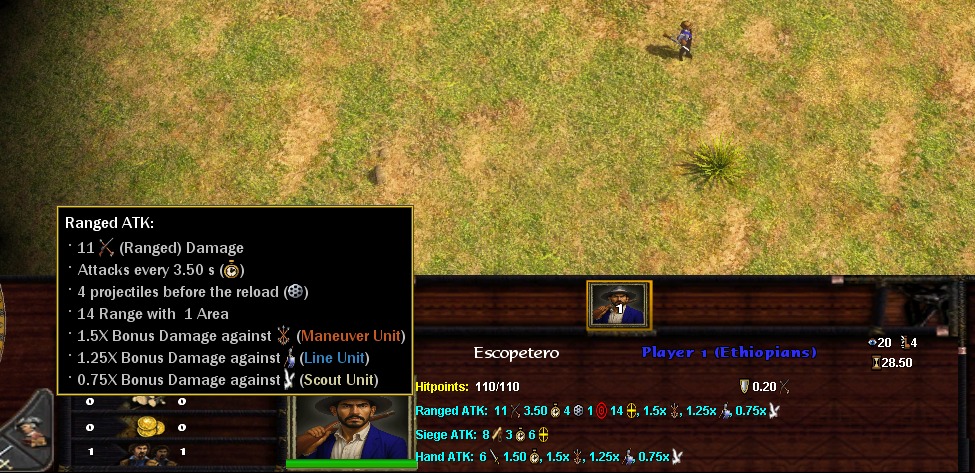 Ranged ATK:
· 11 (Ranged) Damage
· Attacks every 3.50 s ( )
· 4 projectiles before the reload ( )
· 14 Range with 1 Area
· 1.5X Bonus Damage against (Maneuver Unit)
· 1.25X Bonus Damage against (Line Unit)
· 0.75X Bonus Damage against (Scout Unit)
1
Escopetero
Player 1 (Ethiopians)
20 4
28.50
Hitpoints: 110/110
0.20
Ranged ATK: 11 3.50 4 1 14 , 1.5x , 1.25x 0.75x
Siege ATK: 8 3 6
Hand ATK: 6 1.50 , 1.5x , 1.25x 0.75x
0 0
0 0
1 1